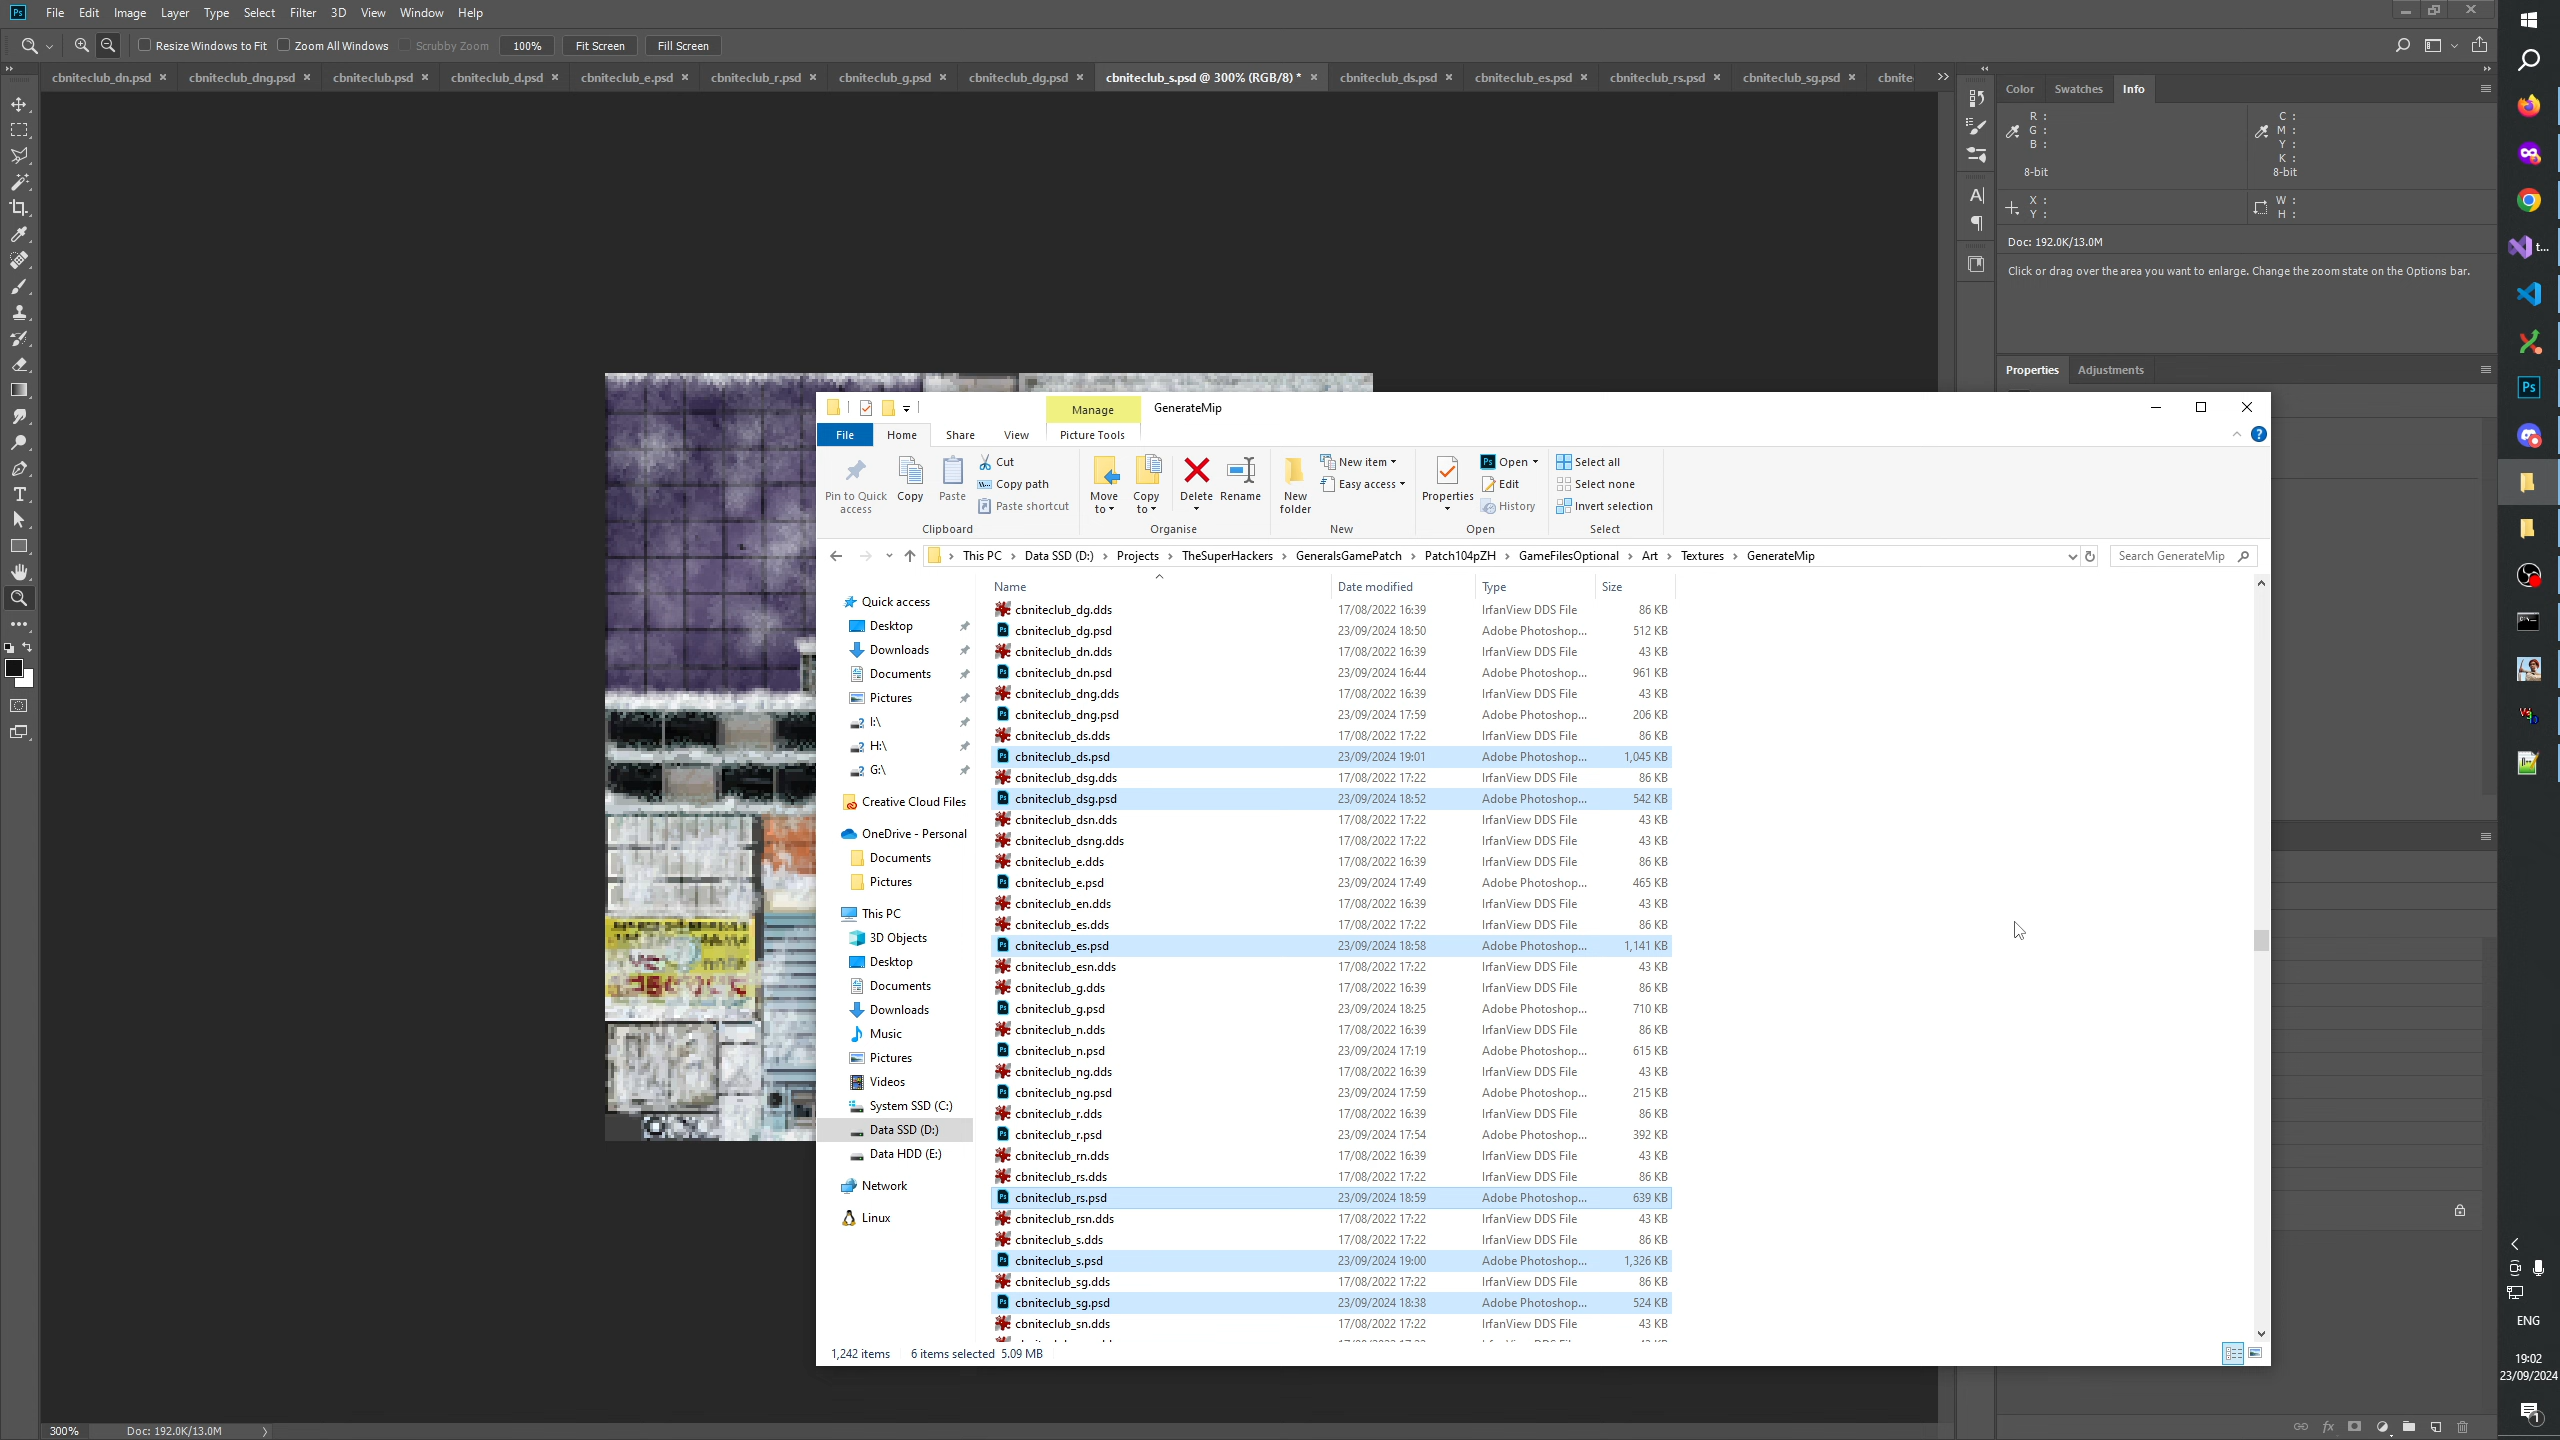 Ps File Edit Image Layer Type Select Filter 3D View Window Help
Resize Windows to Fit Zoom All Windows Scrubby Zoom 100% Fit Screen Fill Screen
cbniteclub_dn.psd × cbniteclub_dng.psd × cbniteclub.psd × cbniteclub_d.psd × cbniteclub_e.psd × cbniteclub_r.psd × cbniteclub_g.psd × cbniteclub_dg.psd × cbniteclub_s.psd @ 300% (RGB/8) * × cbniteclub_ds.psd × cbniteclub_es.psd × cbniteclub_rs.psd × cbniteclub_sg.psd × cbnite
Color Swatches Info
R : C :
G : M :
B : Y :
K :
8-bit 8-bit
X : W :
Y : H :
Doc: 192.0K/13.0M
Click or drag over the area you want to enlarge. Change the zoom state on the Options bar.
Properties Adjustments
Manage GenerateMip
File Home Share View Picture Tools
Pin to Quick access Copy Paste Cut Copy path Paste shortcut
Clipboard
Move to Copy to Delete Rename
Organise
New folder New item Easy access
New
Properties Open Edit History
Open
Select all Select none Invert selection
Select
This PC Data SSD (D:) Projects TheSuperHackers GeneralsGamePatch Patch104pZH GameFilesOptional Art Textures GenerateMip
Search GenerateMip
Quick access
Desktop
Downloads
Documents
Pictures
I:\
H:\
G:\
Creative Cloud Files
OneDrive - Personal
Documents
Pictures
This PC
3D Objects
Desktop
Documents
Downloads
Music
Pictures
Videos
System SSD (C:)
Data SSD (D:)
Data HDD (E:)
Network
Linux
Name Date modified Type Size
cbniteclub_dg.dds 17/08/2022 16:39 IrfanView DDS File 86 KB
cbniteclub_dg.psd 23/09/2024 18:50 Adobe Photoshop... 512 KB
cbniteclub_dn.dds 17/08/2022 16:39 IrfanView DDS File 43 KB
cbniteclub_dn.psd 23/09/2024 16:44 Adobe Photoshop... 961 KB
cbniteclub_dng.dds 17/08/2022 16:39 IrfanView DDS File 43 KB
cbniteclub_dng.psd 23/09/2024 17:59 Adobe Photoshop... 206 KB
cbniteclub_ds.dds 17/08/2022 17:22 IrfanView DDS File 86 KB
cbniteclub_ds.psd 23/09/2024 19:01 Adobe Photoshop... 1,045 KB
cbniteclub_dsg.dds 17/08/2022 17:22 IrfanView DDS File 86 KB
cbniteclub_dsg.psd 23/09/2024 18:52 Adobe Photoshop... 542 KB
cbniteclub_dsn.dds 17/08/2022 17:22 IrfanView DDS File 43 KB
cbniteclub_dsng.dds 17/08/2022 17:22 IrfanView DDS File 43 KB
cbniteclub_e.dds 17/08/2022 16:39 IrfanView DDS File 86 KB
cbniteclub_e.psd 23/09/2024 17:49 Adobe Photoshop... 465 KB
cbniteclub_en.dds 17/08/2022 16:39 IrfanView DDS File 43 KB
cbniteclub_es.dds 17/08/2022 17:22 IrfanView DDS File 86 KB
cbniteclub_es.psd 23/09/2024 18:58 Adobe Photoshop... 1,141 KB
cbniteclub_esn.dds 17/08/2022 17:22 IrfanView DDS File 43 KB
cbniteclub_g.dds 17/08/2022 16:39 IrfanView DDS File 86 KB
cbniteclub_g.psd 23/09/2024 18:25 Adobe Photoshop... 710 KB
cbniteclub_n.dds 17/08/2022 16:39 IrfanView DDS File 86 KB
cbniteclub_n.psd 23/09/2024 17:19 Adobe Photoshop... 615 KB
cbniteclub_ng.dds 17/08/2022 16:39 IrfanView DDS File 43 KB
cbniteclub_ng.psd 23/09/2024 17:59 Adobe Photoshop... 215 KB
cbniteclub_r.dds 17/08/2022 16:39 IrfanView DDS File 86 KB
cbniteclub_r.psd 23/09/2024 17:54 Adobe Photoshop... 392 KB
cbniteclub_rn.dds 17/08/2022 16:39 IrfanView DDS File 43 KB
cbniteclub_rs.dds 17/08/2022 17:22 IrfanView DDS File 86 KB
cbniteclub_rs.psd 23/09/2024 18:59 Adobe Photoshop... 639 KB
cbniteclub_rsn.dds 17/08/2022 17:22 IrfanView DDS File 43 KB
cbniteclub_s.dds 17/08/2022 17:22 IrfanView DDS File 86 KB
cbniteclub_s.psd 23/09/2024 19:00 Adobe Photoshop... 1,326 KB
cbniteclub_sg.dds 17/08/2022 17:22 IrfanView DDS File 86 KB
cbniteclub_sg.psd 23/09/2024 18:38 Adobe Photoshop... 524 KB
cbniteclub_sn.dds 17/08/2022 17:22 IrfanView DDS File 43 KB
1,242 items 6 items selected 5.09 MB
300% Doc: 192.0K/13.0M
t...
Ps
ENG
19:02
23/09/2024
1